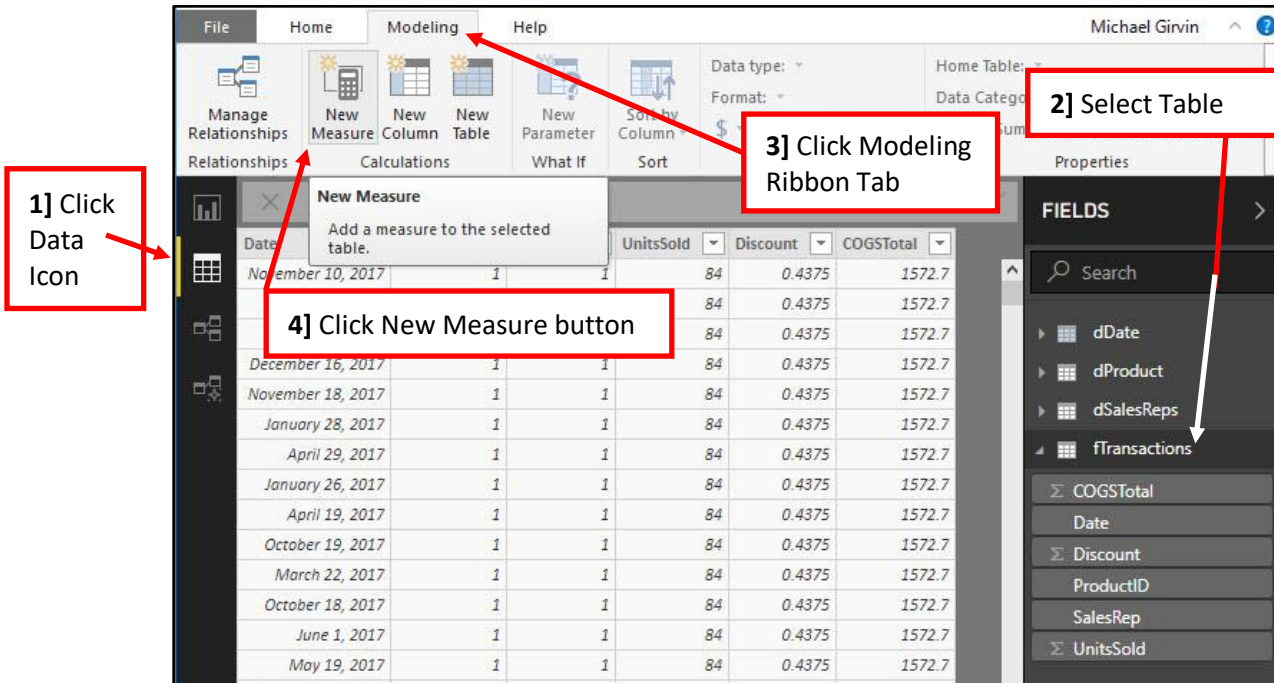 File Home Modeling Help Michael Girvin
Manage Relationships
New Measure
New Column
New Table
New Parameter
Sort by Column
Data type:
Format:
$
Home Table:
Data Catego
Sum
Relationships Calculations What If Sort Properties
2] Select Table
3] Click Modeling
Ribbon Tab
1] Click
Data
Icon
New Measure
Add a measure to the selected
table.
4] Click New Measure button
Date UnitsSold Discount COGSTotal
November 10, 2017 1 1 84 0.4375 1572.7
84 0.4375 1572.7
84 0.4375 1572.7
December 16, 2017 1 1 84 0.4375 1572.7
November 18, 2017 1 1 84 0.4375 1572.7
January 28, 2017 1 1 84 0.4375 1572.7
April 29, 2017 1 1 84 0.4375 1572.7
January 26, 2017 1 1 84 0.4375 1572.7
April 19, 2017 1 1 84 0.4375 1572.7
October 19, 2017 1 1 84 0.4375 1572.7
March 22, 2017 1 1 84 0.4375 1572.7
October 18, 2017 1 1 84 0.4375 1572.7
June 1, 2017 1 1 84 0.4375 1572.7
May 19, 2017 1 1 84 0.4375 1572.7
FIELDS
Search
dDate
dProduct
dSalesReps
fTransactions
Σ COGSTotal
Date
Σ Discount
ProductID
SalesRep
Σ UnitsSold